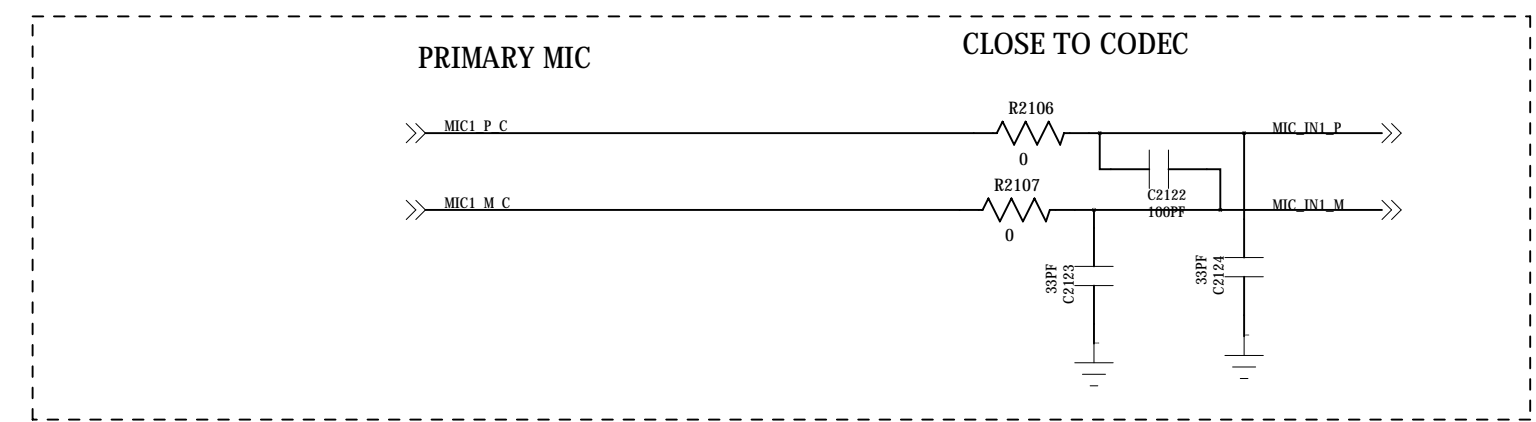 PRIMARY MIC
CLOSE TO CODEC
R2106
MIC1_P_C
MIC_IN1_P
0
R2107
C2122
100PF
MIC1_M_C
MIC_IN1_M
0
33PF
C2123
33PF
C2124